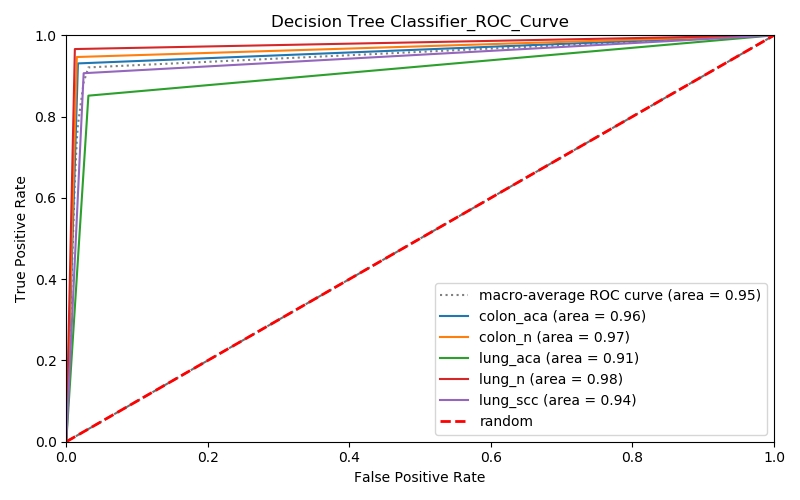 Decision Tree Classifier_ROC_Curve
1.0
0.8
0.6
0.4
0.2
0.0
True Positive Rate
macro-average ROC curve (area = 0.95)
colon_aca (area = 0.96)
colon_n (area = 0.97)
lung_aca (area = 0.91)
lung_n (area = 0.98)
lung_scc (area = 0.94)
random
0.0 0.2 0.4 0.6 0.8 1.0
False Positive Rate